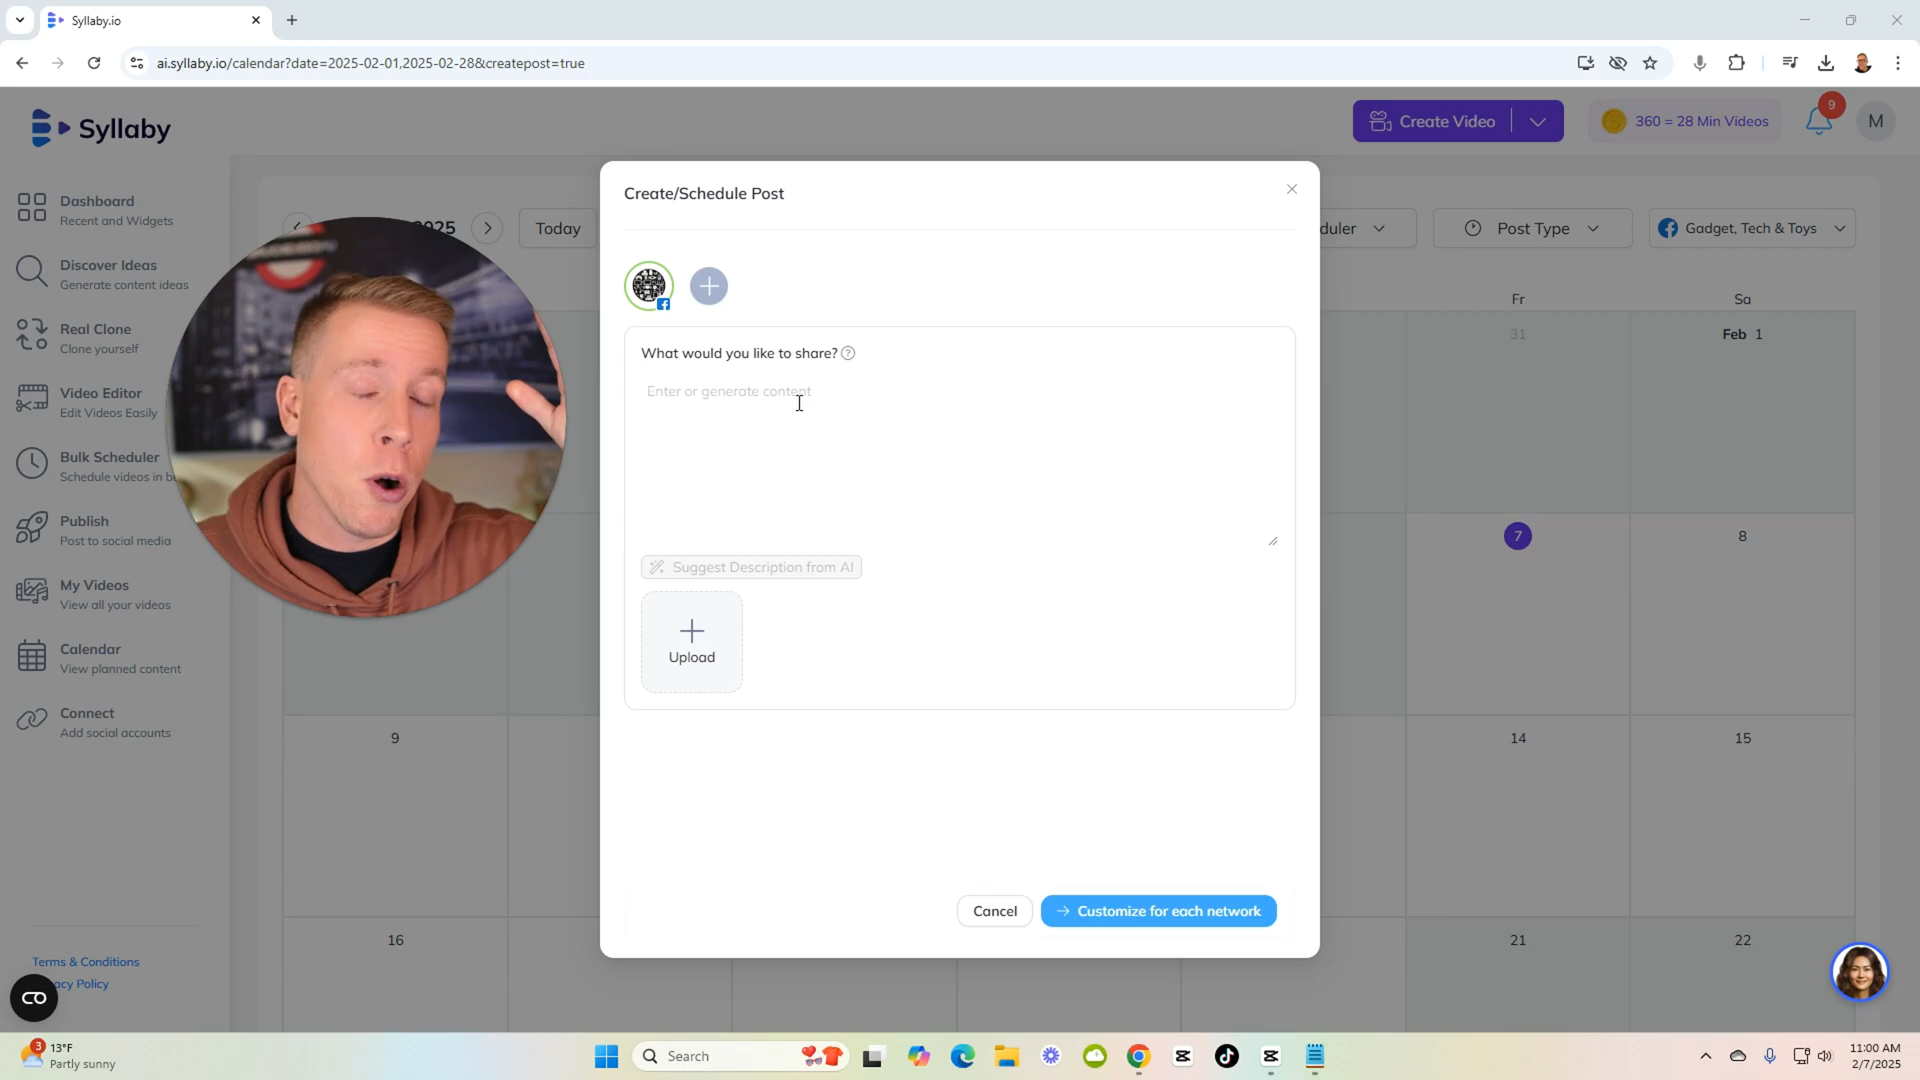 Syllaby.io
ai.syllaby.io/calendar?date=2025-02-01,2025-02-28&createpost=true
Syllaby
Create Video
360 = 28 Min Videos
9
M
Dashboard
Recent and Widgets
Discover Ideas
Generate content ideas
Real Clone
Clone yourself
Video Editor
Edit Videos Easily
Bulk Scheduler
Schedule videos in bu
Publish
Post to social media
My Videos
View all your videos
Calendar
View planned content
Connect
Add social accounts
Terms & Conditions
acy Policy
2025
Today
duler
Post Type
Gadget, Tech & Toys
Fr
Sa
31
Feb 1
7
8
9
14
15
16
21
22
Create/Schedule Post
What would you like to share?
Enter or generate content
Suggest Description from AI
Upload
Cancel
Customize for each network
3
13°F
Partly sunny
Search
11:00 AM
2/7/2025